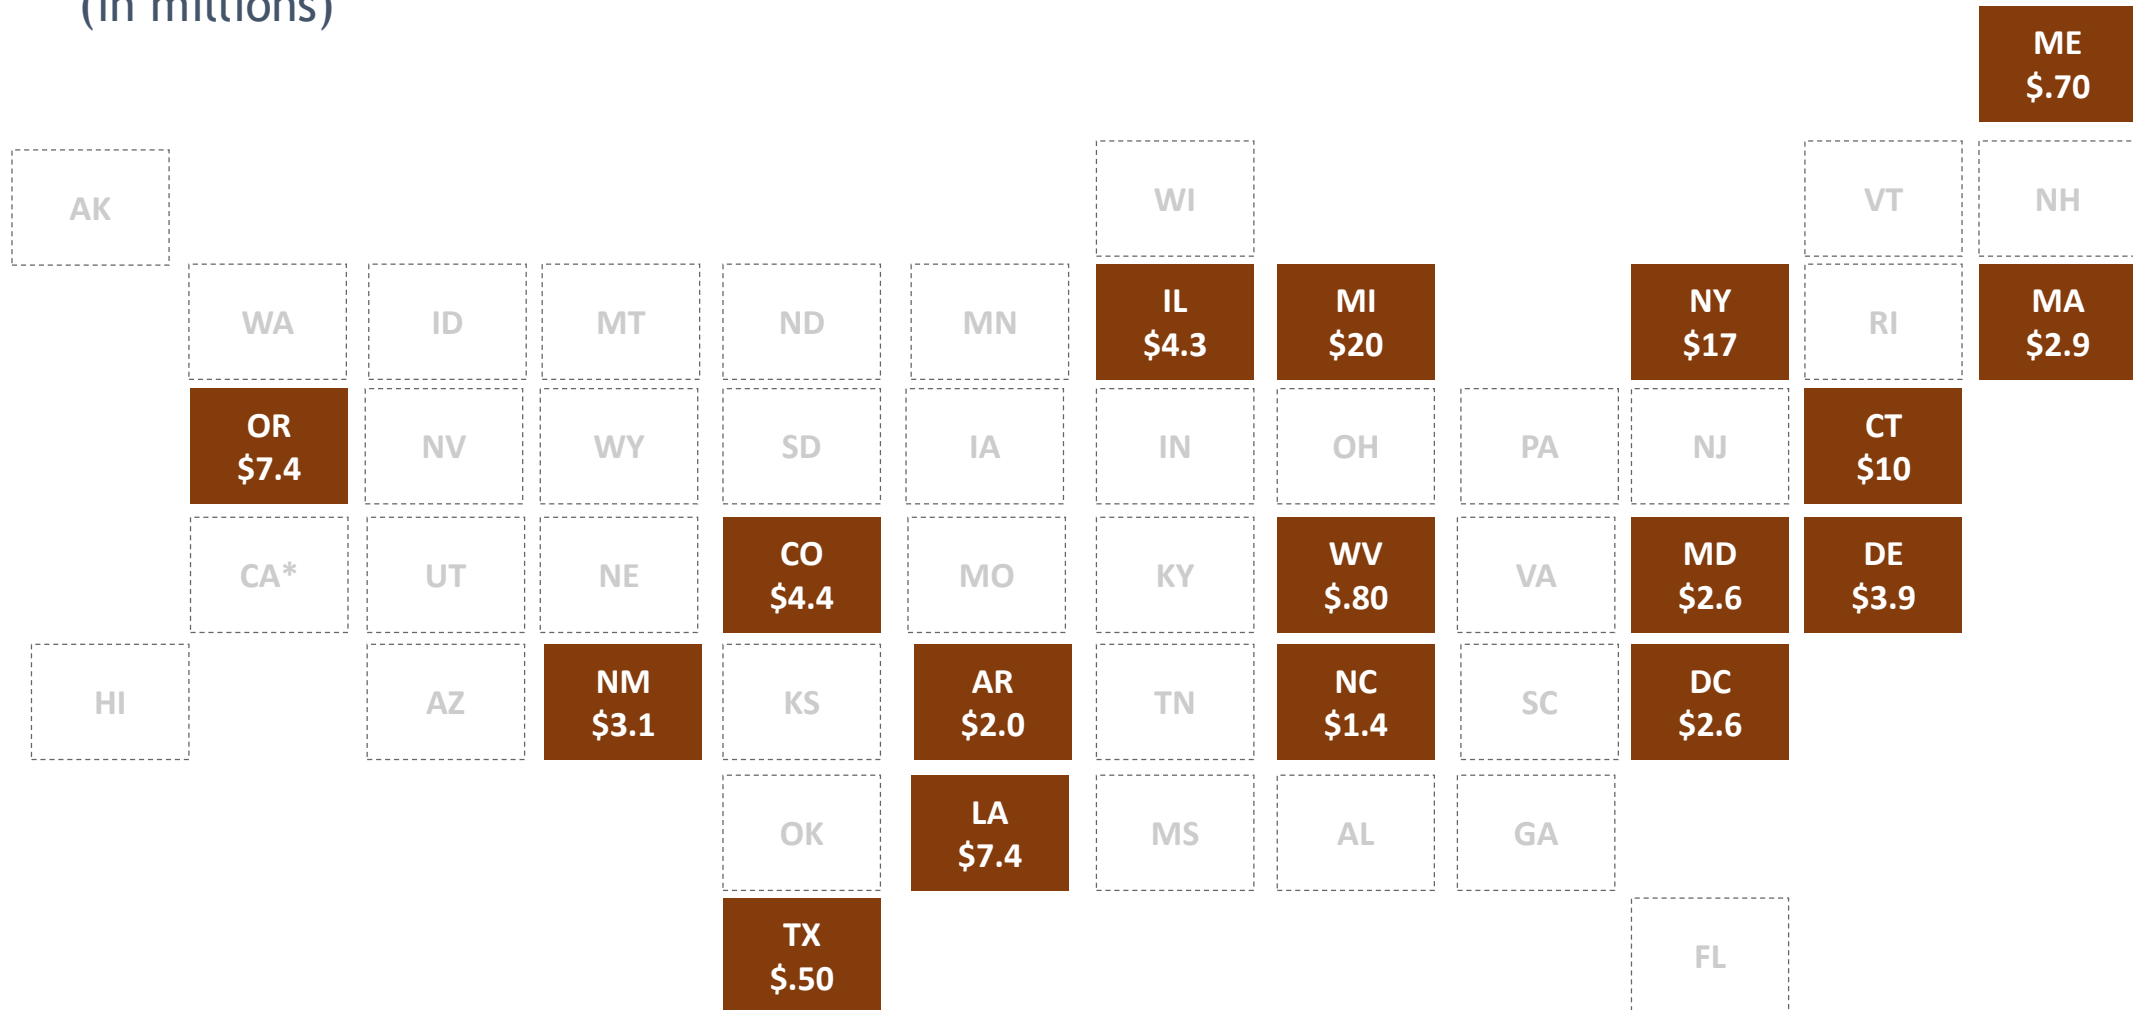 (in millions)
ME
$.70
AK
WI
VT
NH
WA
ID
MT
ND
MN
IL
$4.3
MI
$20
NY
$17
RI
MA
$2.9
OR
$7.4
NV
WY
SD
IA
IN
OH
PA
NJ
CT
$10
CA*
UT
NE
CO
$4.4
MO
KY
WV
$.80
VA
MD
$2.6
DE
$3.9
HI
AZ
NM
$3.1
KS
AR
$2.0
TN
NC
$1.4
SC
DC
$2.6
OK
LA
$7.4
MS
AL
GA
TX
$.50
FL